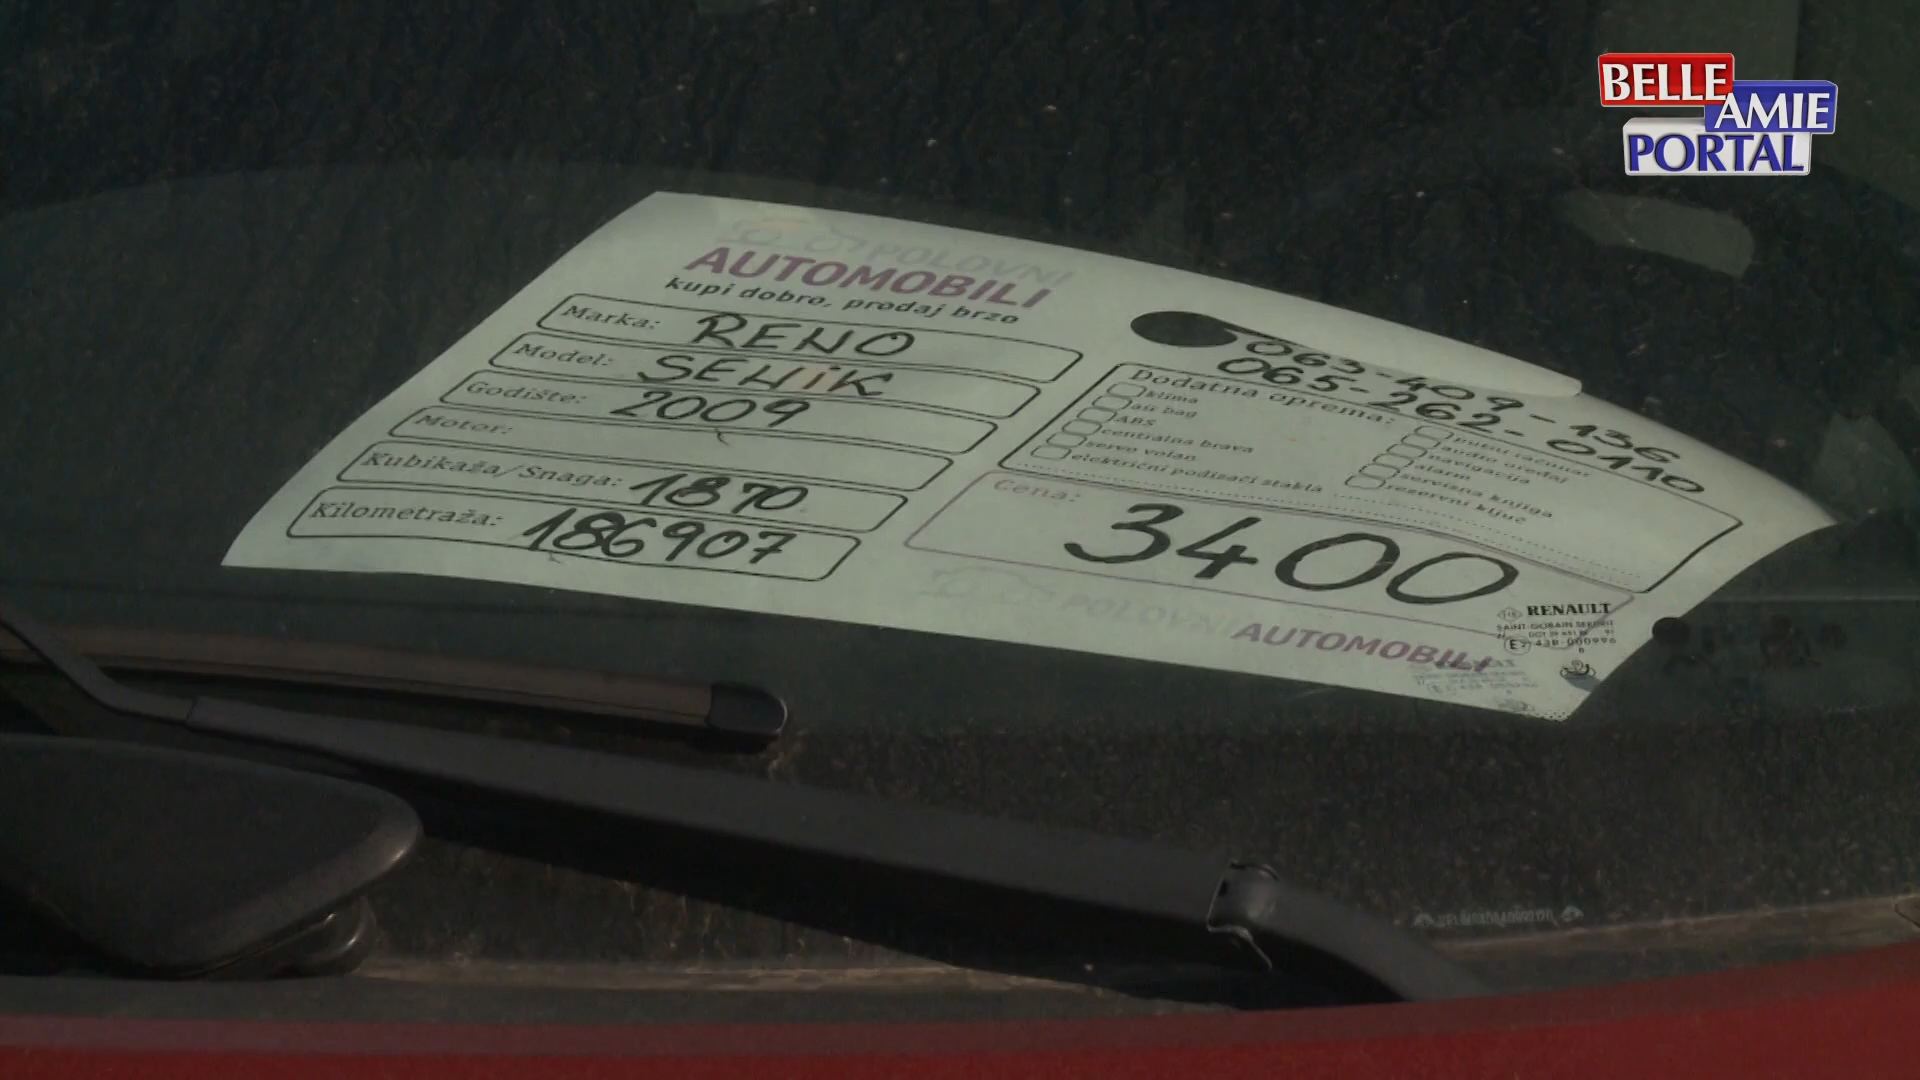 BELLE
AMIE
PORTAL
POLOVNI
AUTOMOBILI
kupi dobro, prodaj brzo
Marka: RENO
Model: SENiK
Godište: 2009
Motor:
Kubikaža/Snaga: 1870
Kilometraža: 186907
063-409-136
065-262-0110
Dodatna oprema:
klima
air bag
ABS
centralna brava
servo volan
električni podizači stakla
putni računar
audio uređaj
navigacija
alarm
servisna knjiga
rezervni ključ
Cena: 3400
POLOVNI AUTOMOBILI
RENAULT
SAINT-GOBAIN SEKURIT
43R-000996